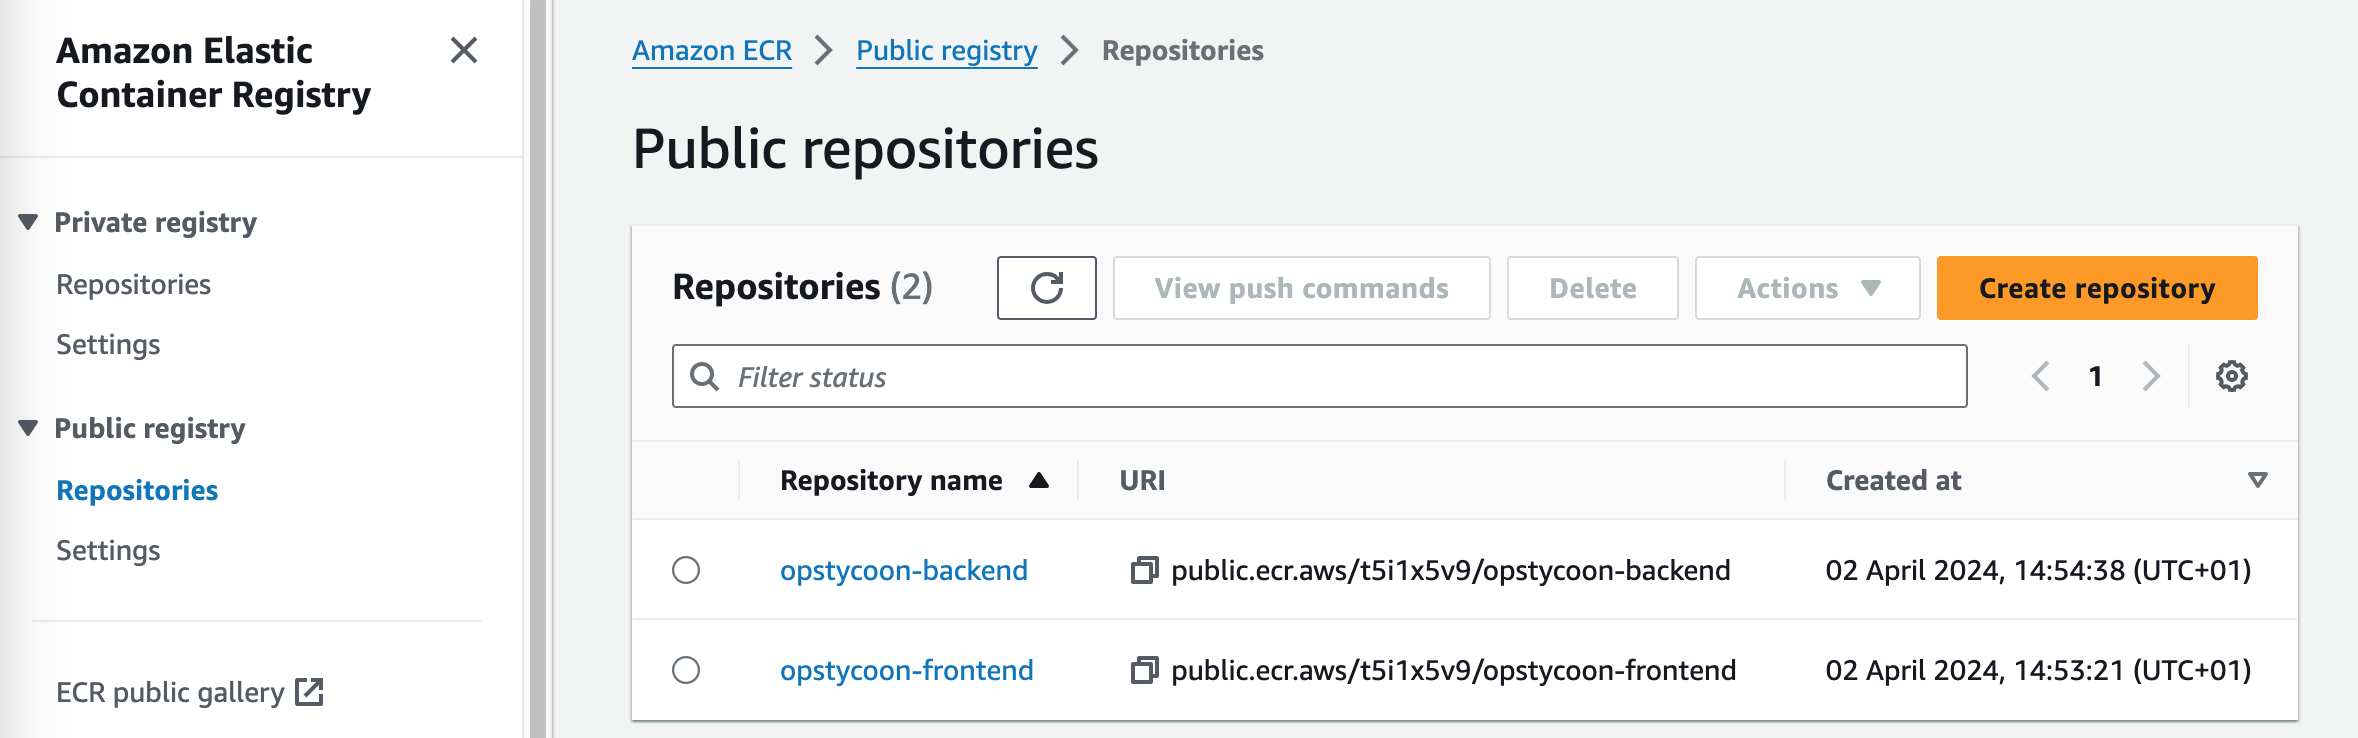 Amazon Elastic
Container Registry
Private registry
Repositories
Settings
Public registry
Repositories
Settings
ECR public gallery
Amazon ECR > Public registry > Repositories
Public repositories
Repositories (2) View push commands Delete Actions Create repository
Filter status 1
Repository name URI Created at
opstycoon-backend public.ecr.aws/t5i1x5v9/opstycoon-backend 02 April 2024, 14:54:38 (UTC+01)
opstycoon-frontend public.ecr.aws/t5i1x5v9/opstycoon-frontend 02 April 2024, 14:53:21 (UTC+01)